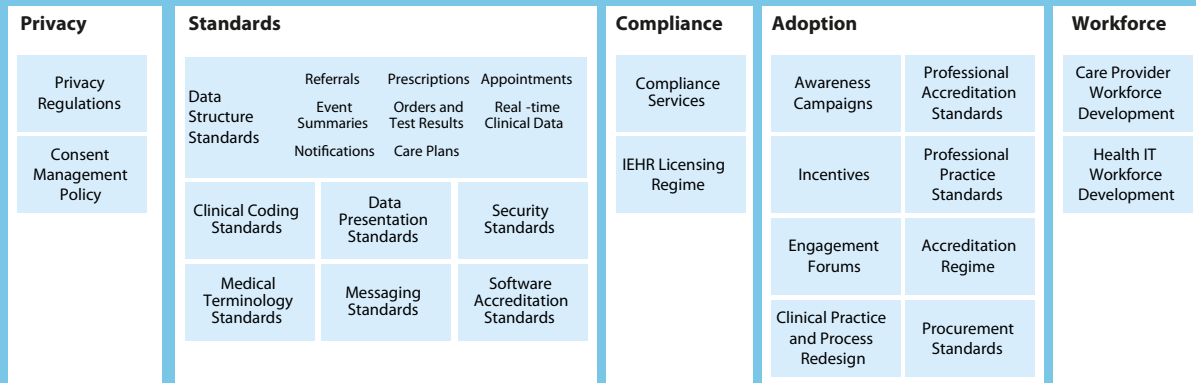 Privacy
Privacy
Regulations
Consent
Management
Policy
Standards
Data
Structure
Standards
Referrals
Prescriptions
Appointments
Event
Summaries
Orders and
Test Results
Real -time
Clinical Data
Notifications
Care Plans
Clinical Coding
Standards
Data
Presentation
Standards
Security
Standards
Medical
Terminology
Standards
Messaging
Standards
Software
Accreditation
Standards
Compliance
Compliance
Services
IEHR Licensing
Regime
Adoption
Awareness
Campaigns
Professional
Accreditation
Standards
Incentives
Professional
Practice
Standards
Engagement
Forums
Accreditation
Regime
Clinical Practice
and Process
Redesign
Procurement
Standards
Workforce
Care Provider
Workforce
Development
Health IT
Workforce
Development